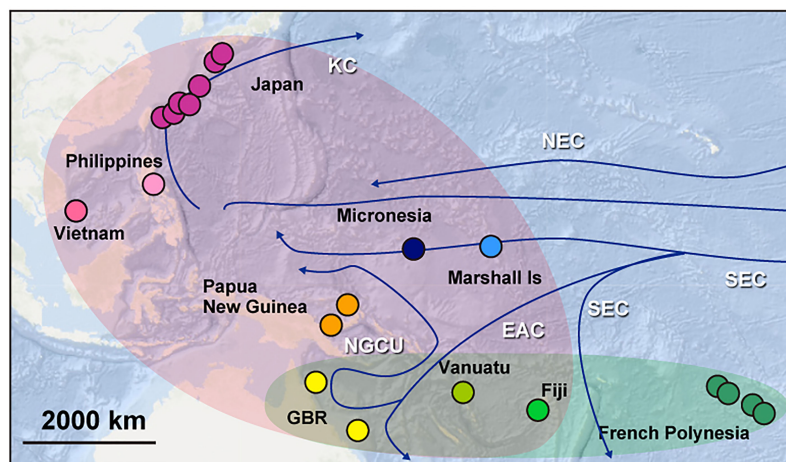 KC
Japan
NEC
Philippines
Micronesia
Vietnam
Marshall Is
SEC
Papua
New Guinea
SEC
EAC
NGCU
Vanuatu
Fiji
GBR
2000 km
French Polynesia